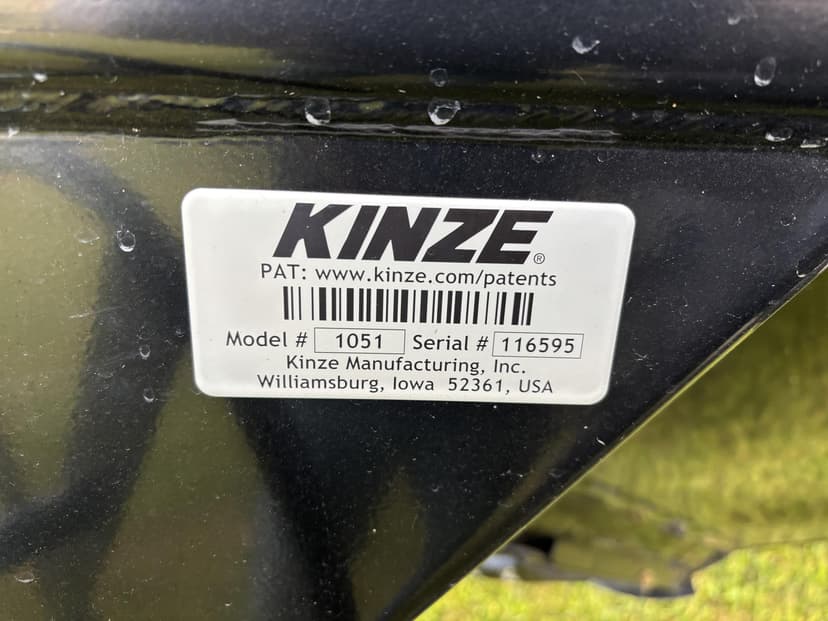 KINZE®
PAT: www.kinze.com/patents
Model # 1051 Serial # 116595
Kinze Manufacturing, Inc.
Williamsburg, Iowa 52361, USA